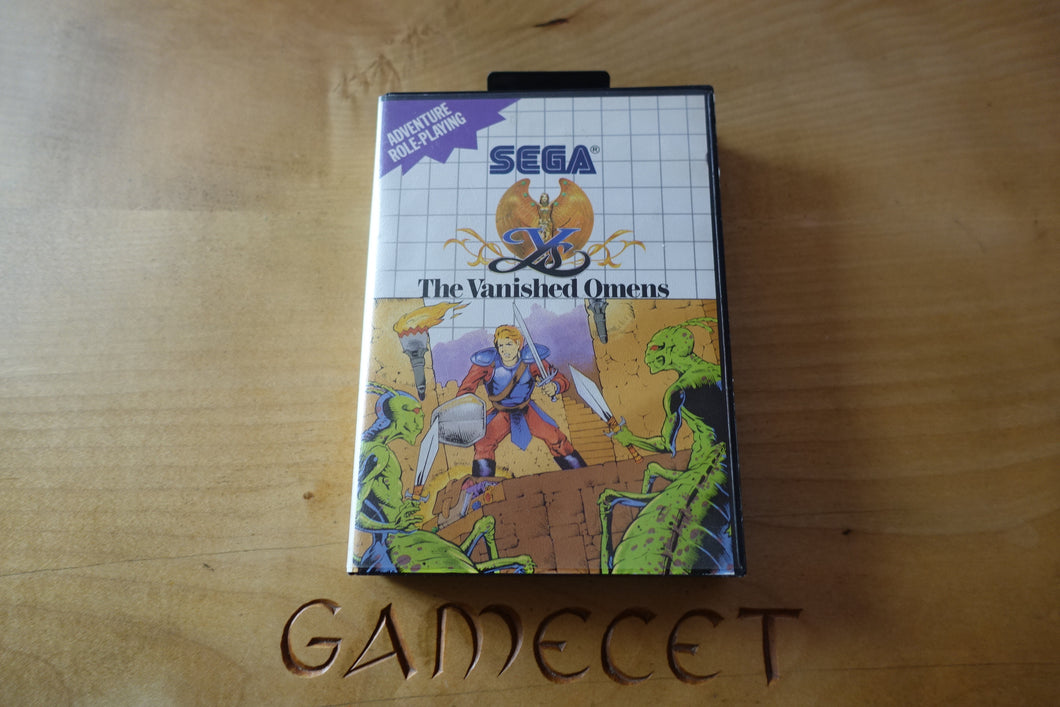 ADVENTURE
ROLE-PLAYING
SEGA®
Ys
The Vanished Omens
GAMECET